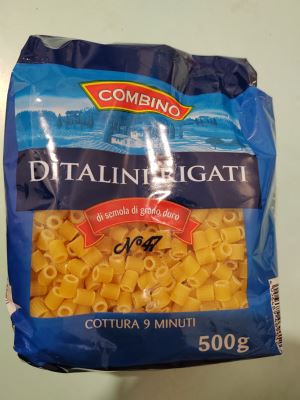 COMBINO
DITALINI RIGATI
di semola di grano duro
N°47
COTTURA 9 MINUTI
500g